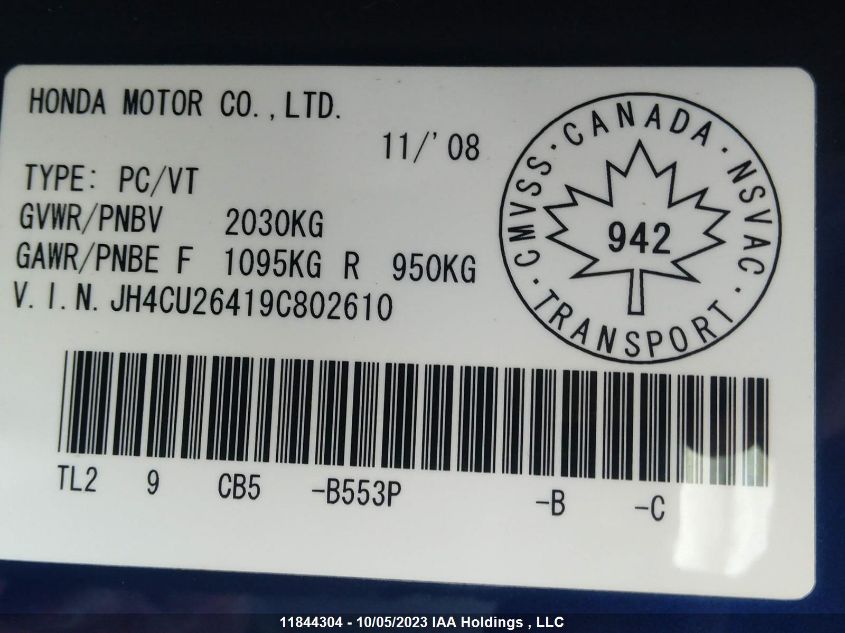 HONDA MOTOR CO.,LTD.
11/'08
TYPE: PC/VT
GVWR/PNBV 2030KG
GAWR/PNBE F 1095KG R 950KG
V.I.N. JH4CU26419C802610
CMVSS · CANADA · NSVAC · TRANSPORT ·
942
TL2 9 CB5 -B553P -B -C
11844304 - 10/05/2023 IAA Holdings , LLC